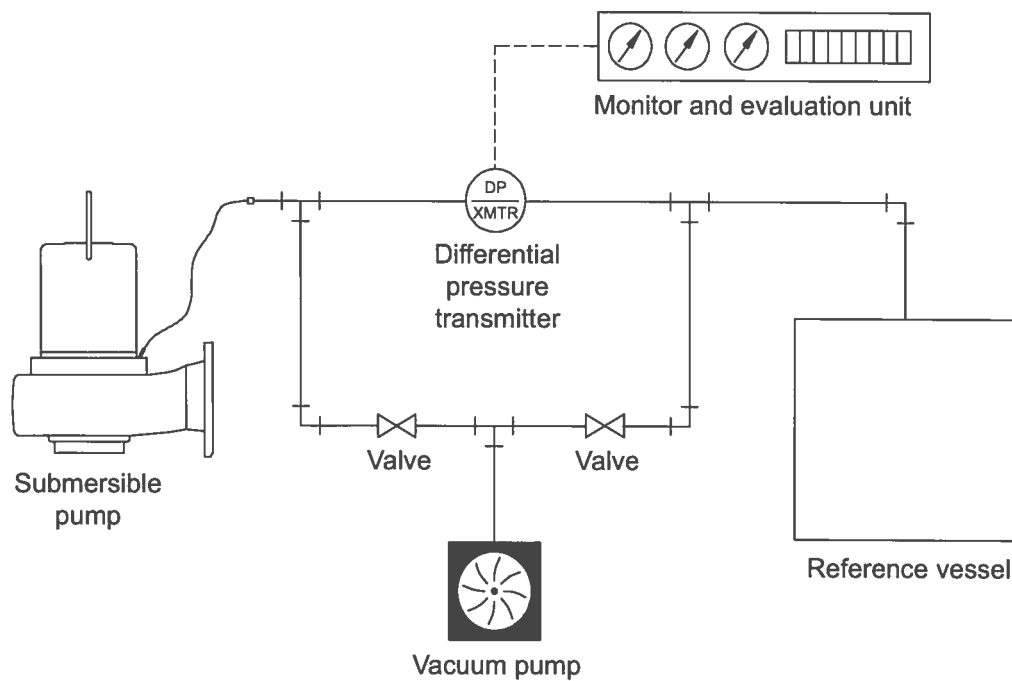 Monitor and evaluation unit
DP
XMTR
Differential
pressure
transmitter
Valve
Valve
Submersible
pump
Reference vessel
Vacuum pump